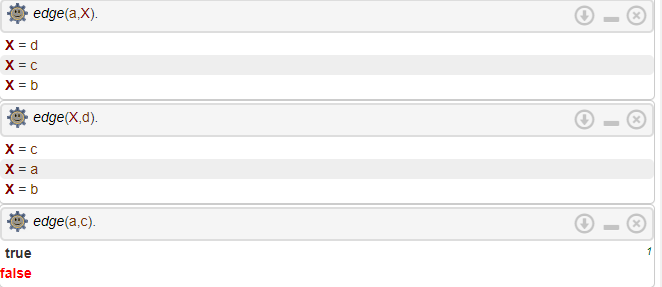 edge(a,X).
X = d
X = c
X = b
edge(X,d).
X = c
X = a
X = b
edge(a,c).
true 1
false